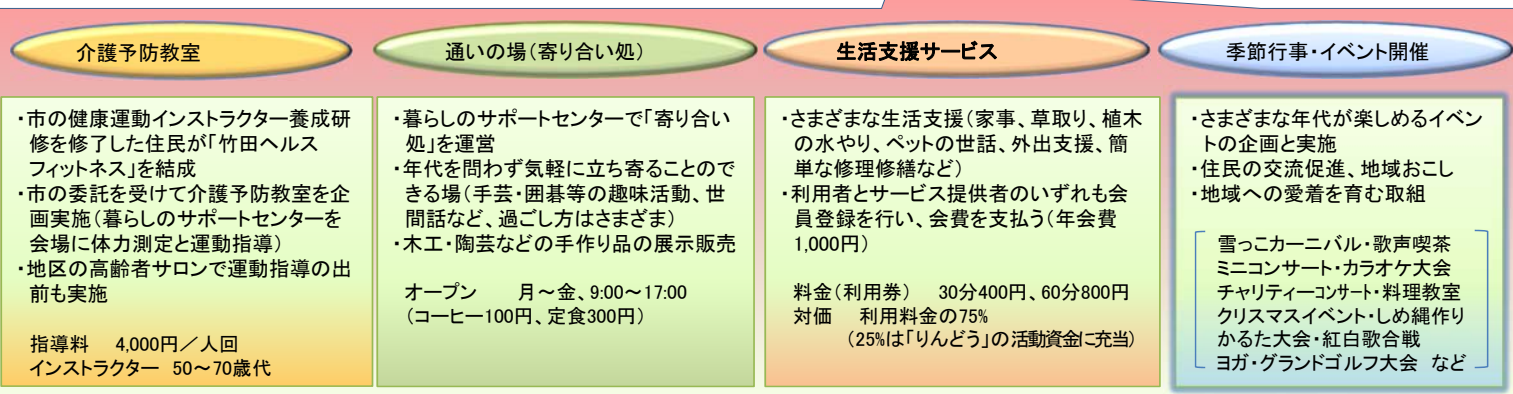 介護予防教室
・市の健康運動インストラクター養成研
修を修了した住民が「竹田ヘルス
フィットネス」を結成
・市の委託を受けて介護予防教室を企
画実施(暮らしのサポートセンターを
会場に体力測定と運動指導)
・地区の高齢者サロンで運動指導の出
前も実施
指導料 4,000円/人回
インストラクター 50~70歳代
通いの場(寄り合い処)
・暮らしのサポートセンターで「寄り合い
処」を運営
・年代を問わず気軽に立ち寄ることので
きる場(手芸・囲碁等の趣味活動、世
間話など、過ごし方はさまざま)
・木工・陶芸などの手作り品の展示販売
オープン 月~金、9:00~17:00
(コーヒー100円、定食300円)
生活支援サービス
・さまざまな生活支援(家事、草取り、植木
の水やり、ペットの世話、外出支援、簡
単な修理修繕など)
・利用者とサービス提供者のいずれも会
員登録を行い、会費を支払う(年会費
1,000円)
料金(利用券) 30分400円、60分800円
対価 利用料金の75%
(25%は「りんどう」の活動資金に充当)
季節行事・イベント開催
・さまざまな年代が楽しめるイベン
トの企画と実施
・住民の交流促進、地域おこし
・地域への愛着を育む取組
雪っこカーニバル・歌声喫茶
ミニコンサート・カラオケ大会
チャリティーコンサート・料理教室
クリスマスイベント・しめ縄作り
かるた大会・紅白歌合戦
ヨガ・グランドゴルフ大会 など